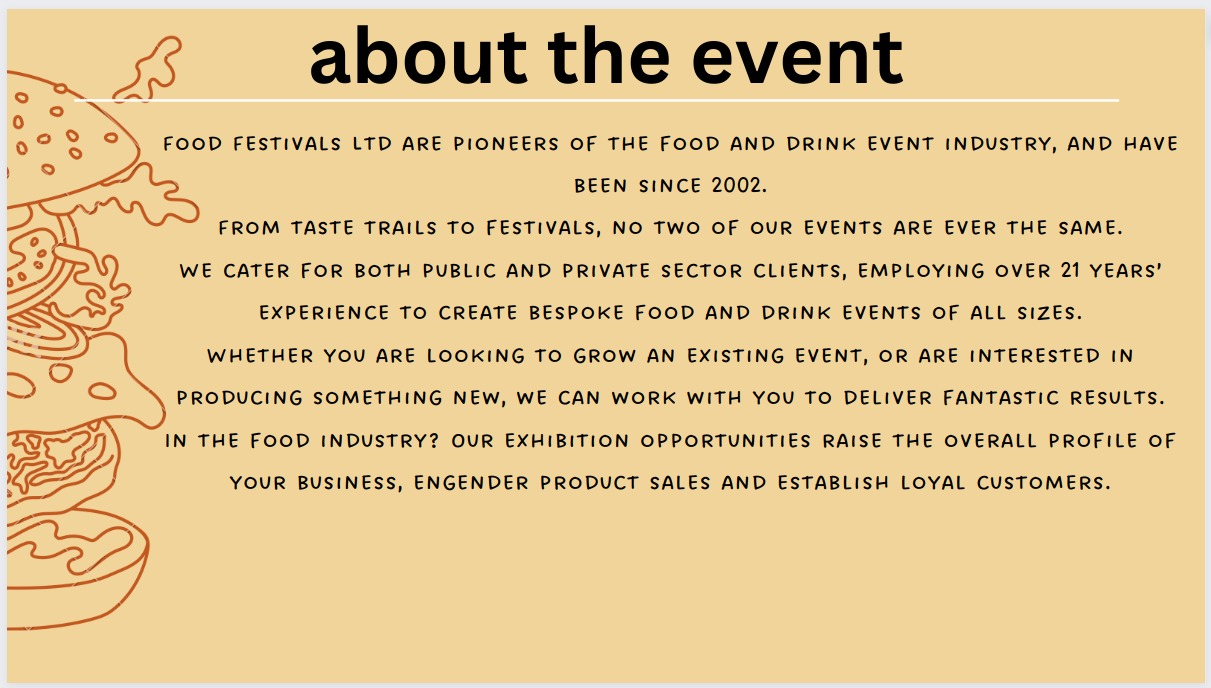 about the event
FOOD FESTIVALS LTD ARE PIONEERS OF THE FOOD AND DRINK EVENT INDUSTRY, AND HAVE
BEEN SINCE 2002.
FROM TASTE TRAILS TO FESTIVALS, NO TWO OF OUR EVENTS ARE EVER THE SAME.
WE CATER FOR BOTH PUBLIC AND PRIVATE SECTOR CLIENTS, EMPLOYING OVER 21 YEARS'
EXPERIENCE TO CREATE BESPOKE FOOD AND DRINK EVENTS OF ALL SIZES.
WHETHER YOU ARE LOOKING TO GROW AN EXISTING EVENT, OR ARE INTERESTED IN
PRODUCING SOMETHING NEW, WE CAN WORK WITH YOU TO DELIVER FANTASTIC RESULTS.
IN THE FOOD INDUSTRY? OUR EXHIBITION OPPORTUNITIES RAISE THE OVERALL PROFILE OF
YOUR BUSINESS, ENGENDER PRODUCT SALES AND ESTABLISH LOYAL CUSTOMERS.